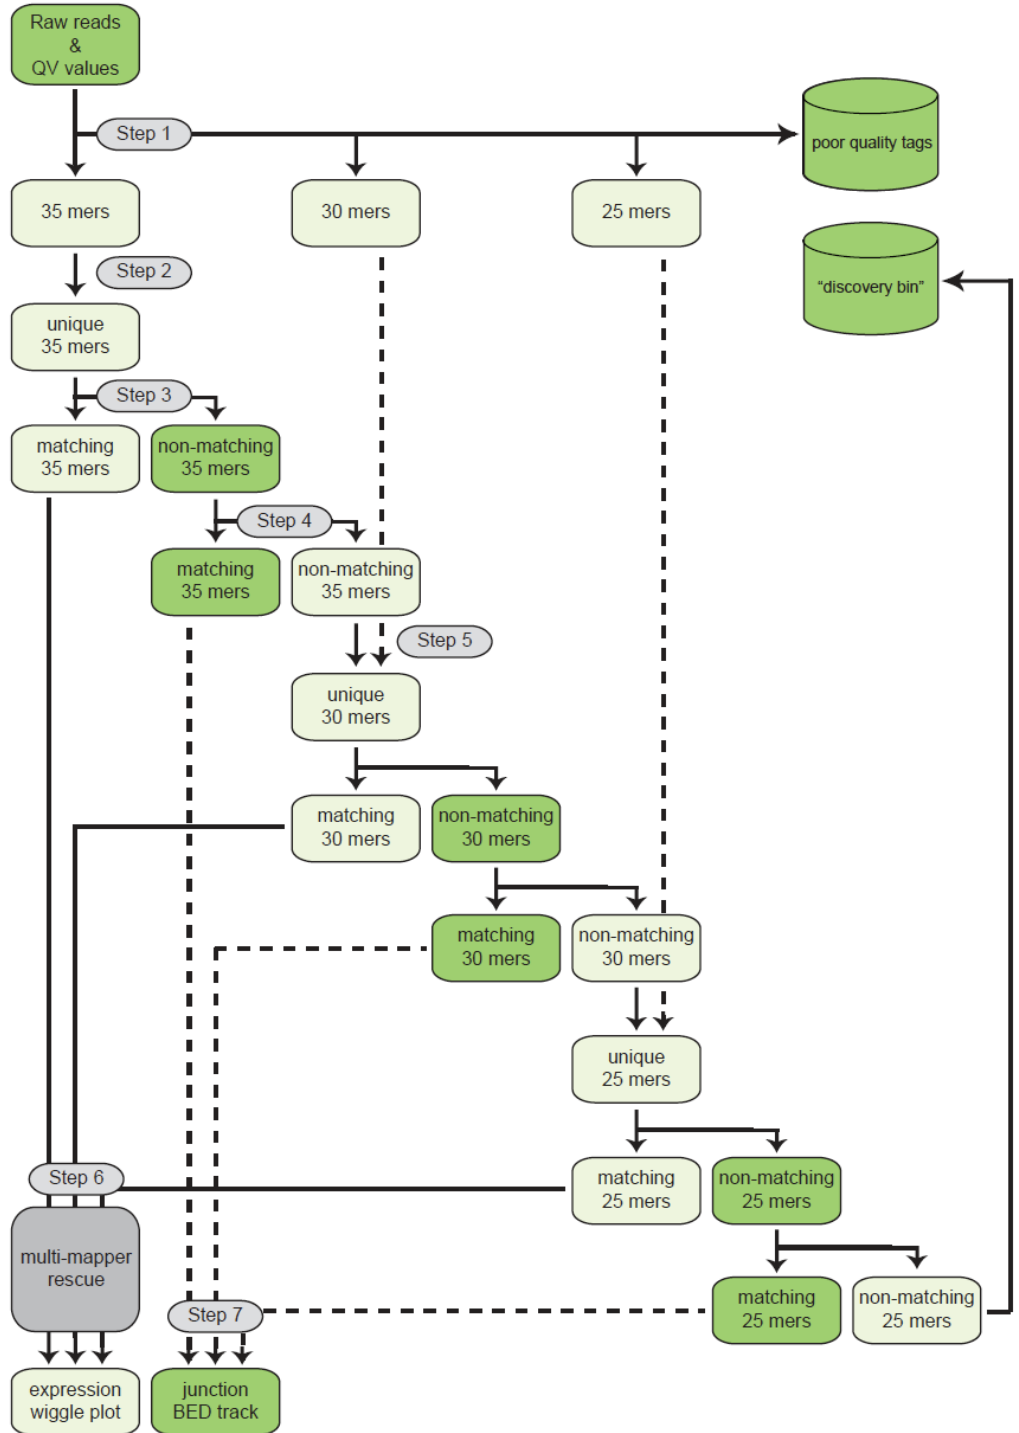 Raw reads
&
QV values
Step 1
poor quality tags
35 mers
30 mers
25 mers
Step 2
“discovery bin”
unique
35 mers
Step 3
matching
35 mers
non-matching
35 mers
Step 4
matching
35 mers
non-matching
35 mers
Step 5
unique
30 mers
matching
30 mers
non-matching
30 mers
matching
30 mers
non-matching
30 mers
unique
25 mers
Step 6
matching
25 mers
non-matching
25 mers
multi-mapper
rescue
Step 7
matching
25 mers
non-matching
25 mers
expression
wiggle plot
junction
BED track